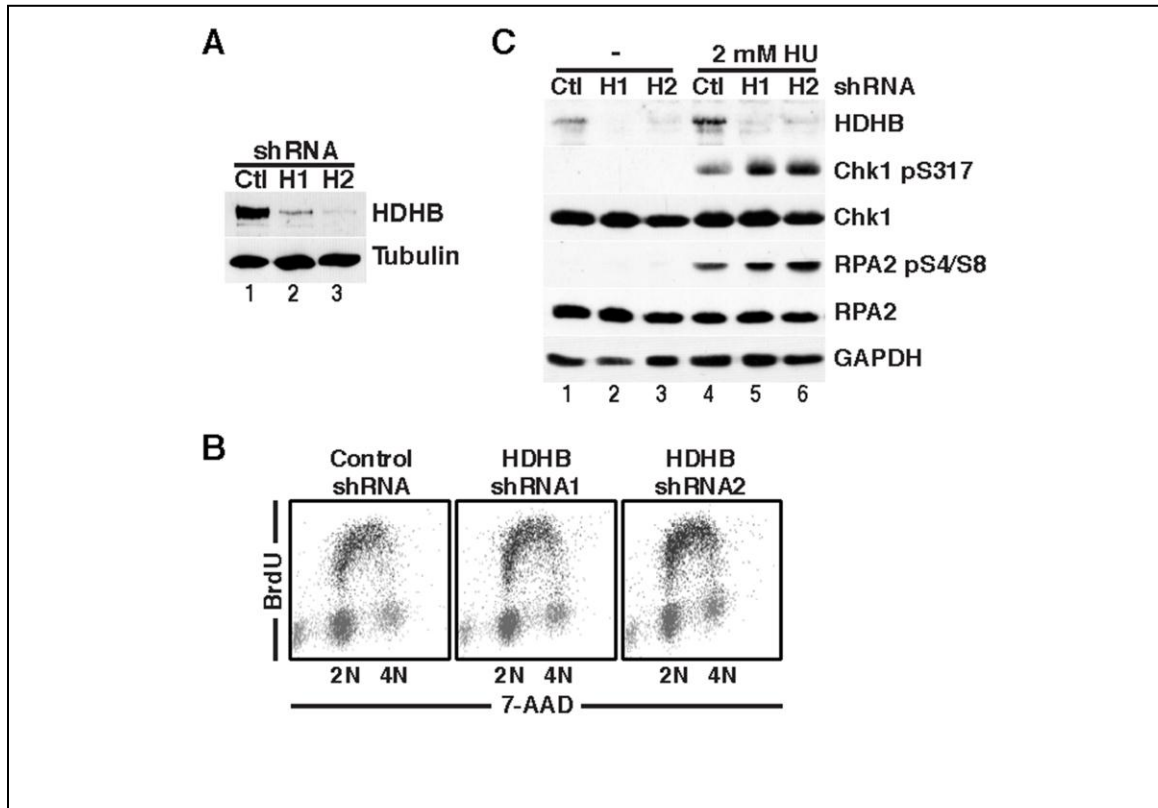 A
shRNA
Ctl H1 H2
HDHB
Tubulin
1 2 3
C
- 2 mM HU
Ctl H1 H2 Ctl H1 H2 shRNA
HDHB
Chk1 pS317
Chk1
RPA2 pS4/S8
RPA2
GAPDH
1 2 3 4 5 6
B
Control shRNA
HDHB shRNA1
HDHB shRNA2
BrdU
2N 4N 2N 4N 2N 4N
7-AAD